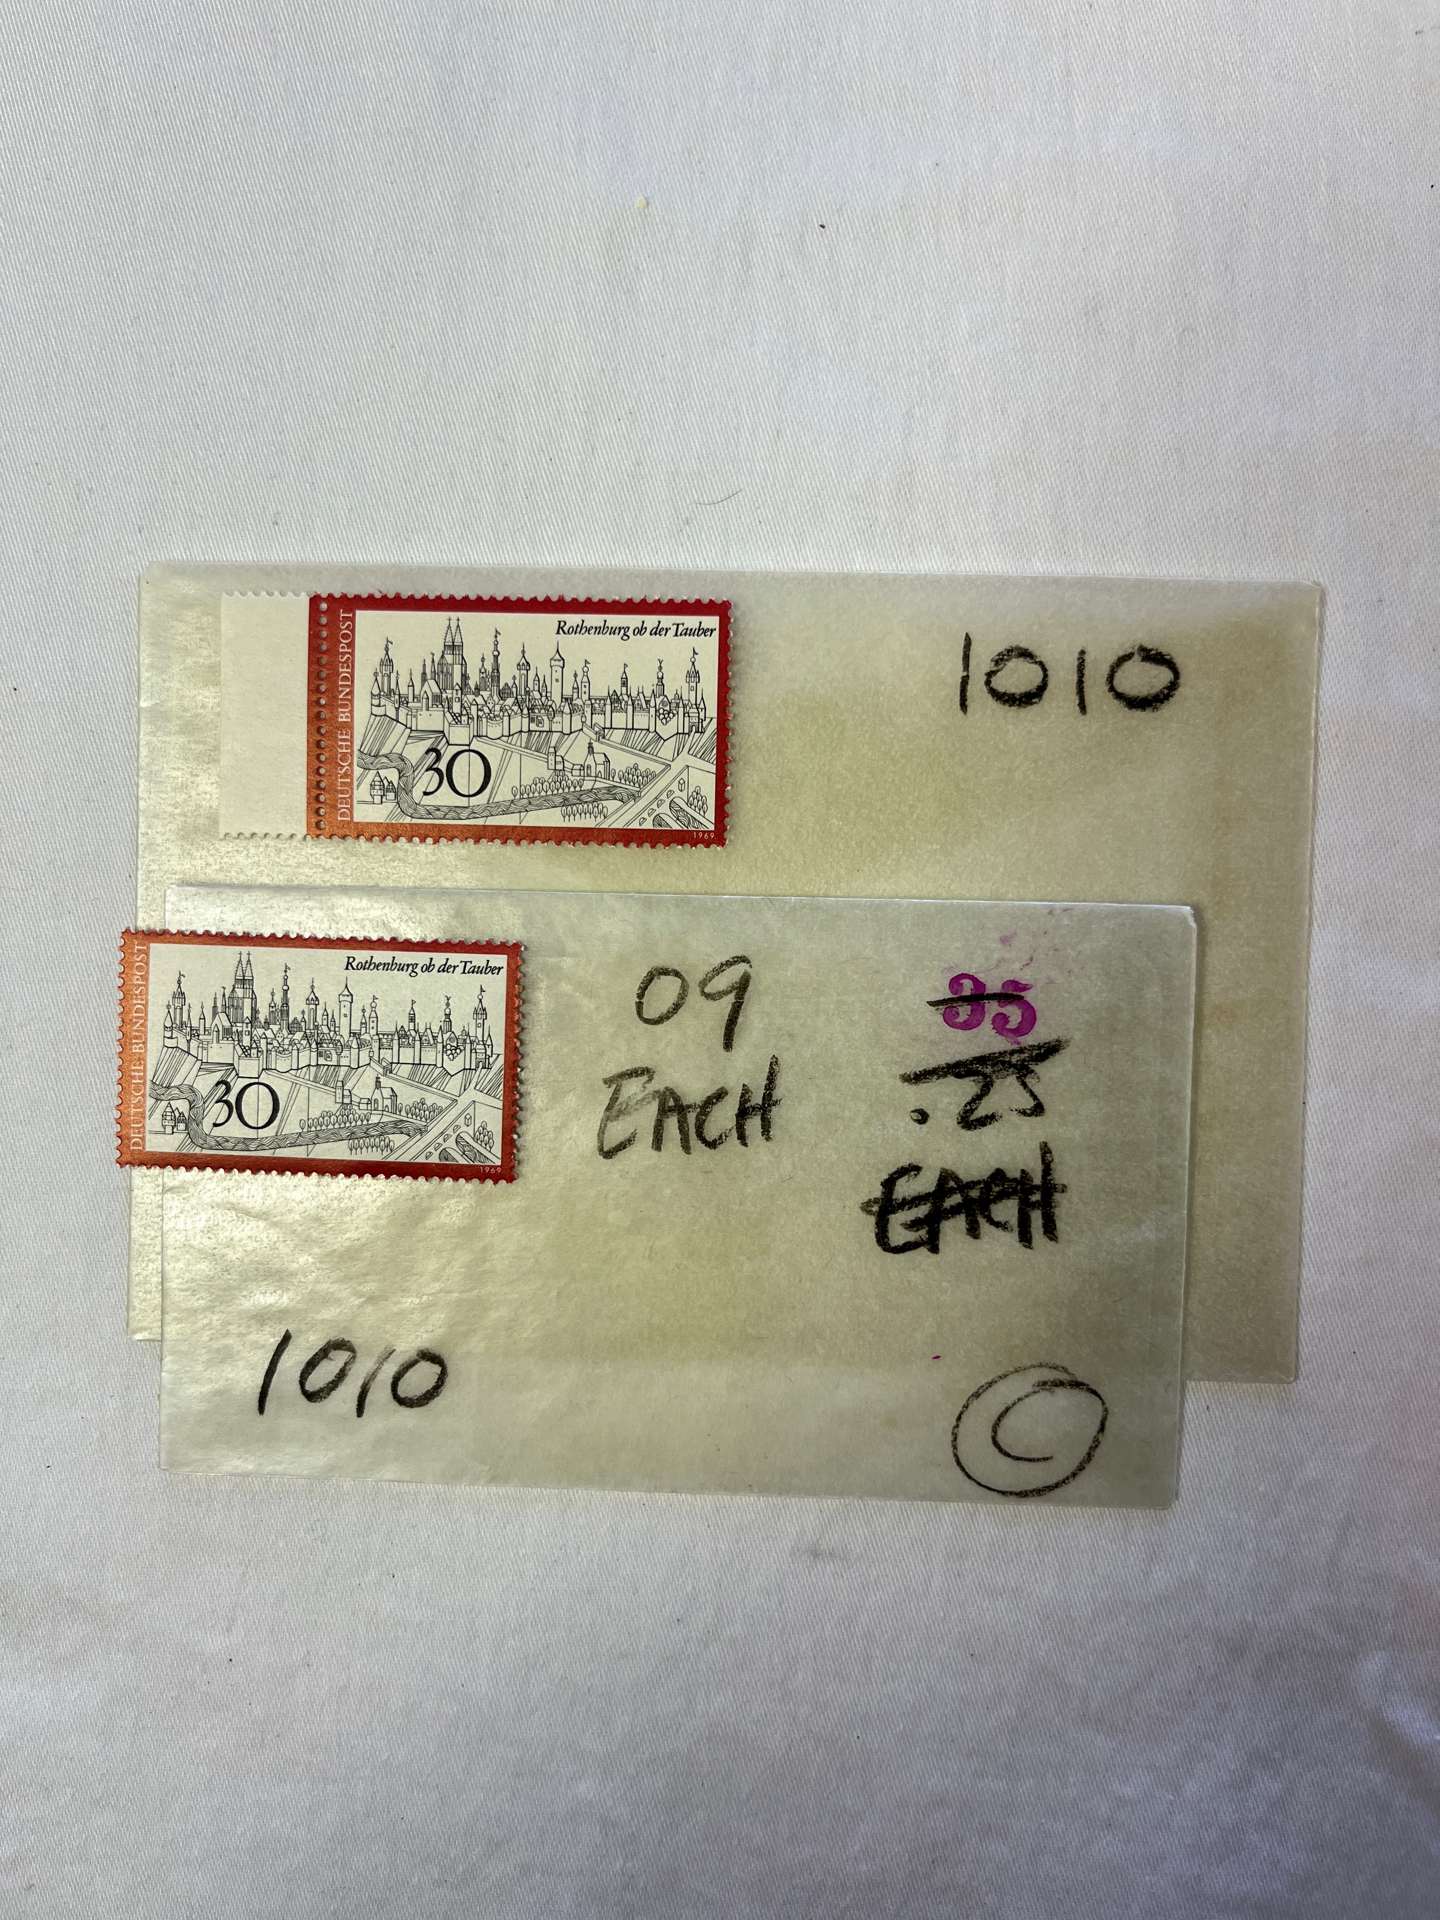 Rothenburg ob der Tauber
DEUTSCHE BUNDESPOST
30
1969
1010
Rothenburg ob der Tauber
DEUTSCHE BUNDESPOST
30
1969
09
EACH
35
.25
EACH
1010
C